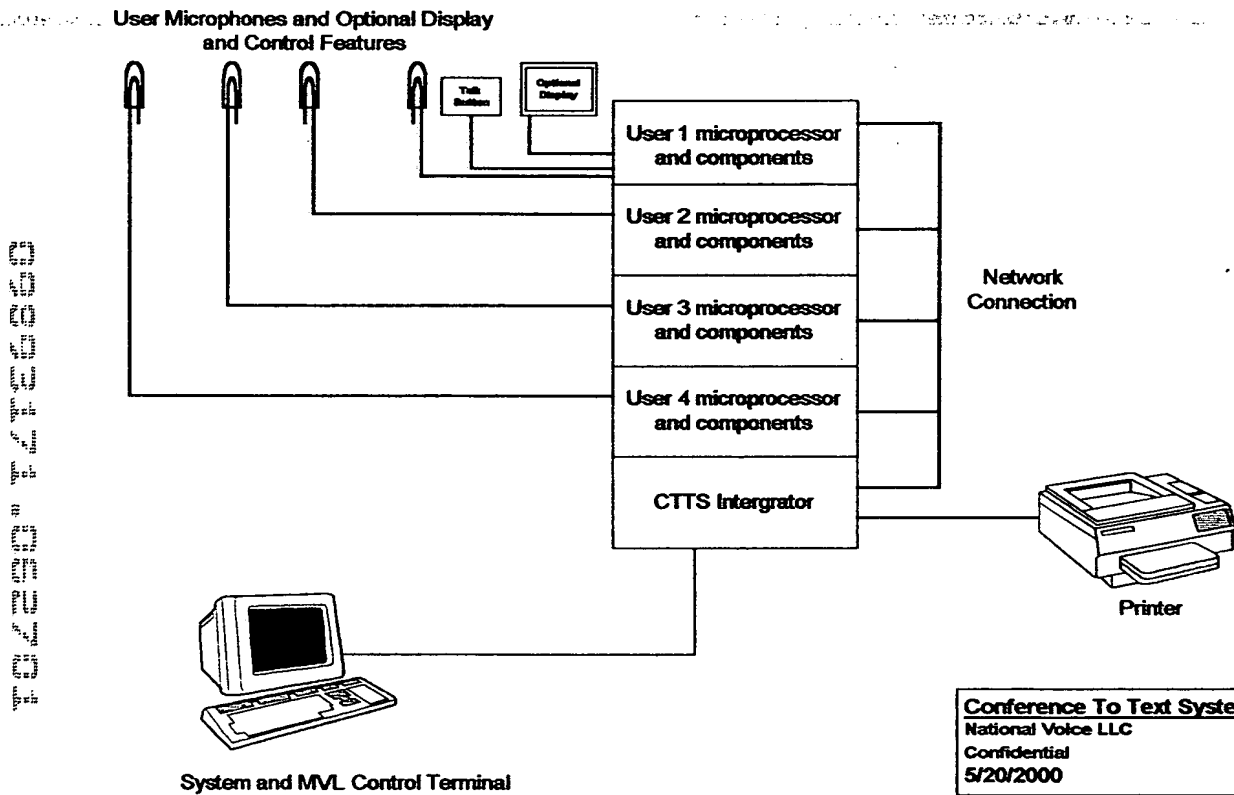 User Microphones and Optional Display
and Control Features
Talk
Button
Optional
Display
User 1 microprocessor
and components
User 2 microprocessor
and components
User 3 microprocessor
and components
User 4 microprocessor
and components
CTTS Intergrator
Network
Connection
Printer
System and MVL Control Terminal
Conference To Text Syste
National Voice LLC
Confidential
5/20/2000